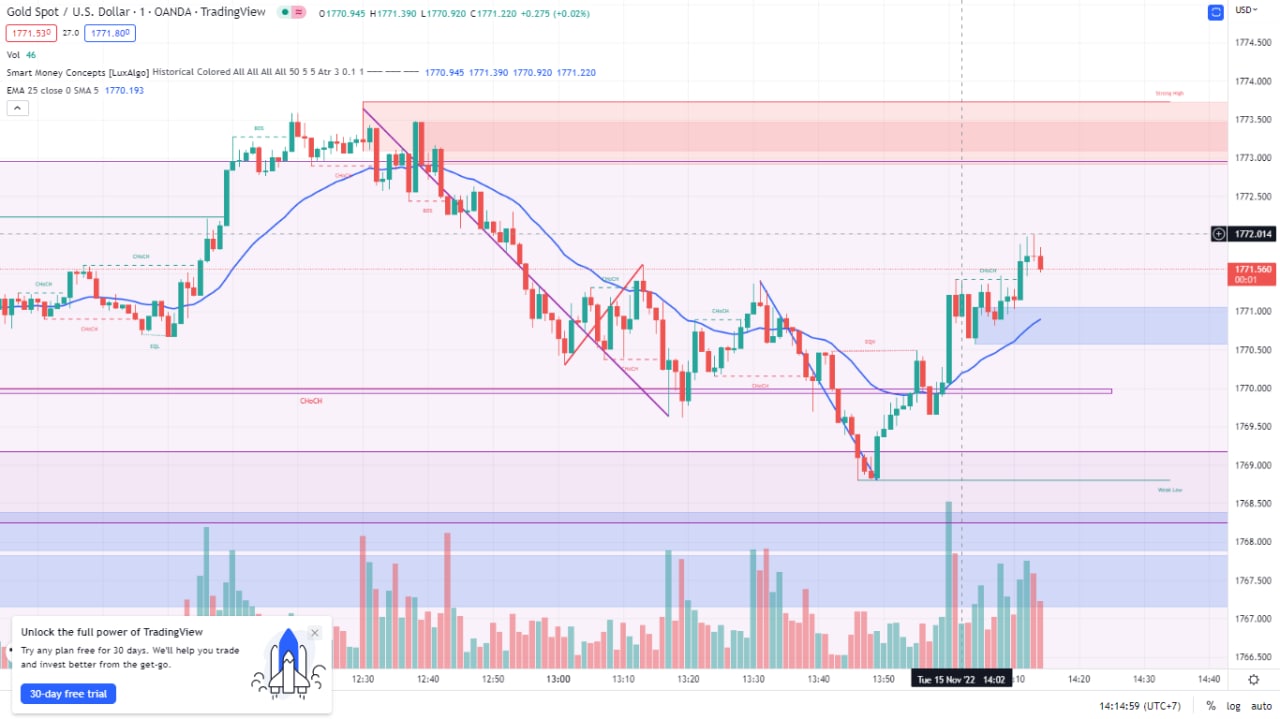 Gold Spot / U.S. Dollar · 1 · OANDA · TradingView
O1770.945 H1771.390 L1770.920 C1771.220 +0.275 (+0.02%)
USD
1771.530
27.0
1771.800
Vol 46
Smart Money Concepts [LuxAlgo] Historical Colored All All All All 50 5 5 Atr 3 0.1 1 1770.945 1771.390 1770.920 1771.220
EMA 25 close 0 SMA 5 1770.193
1774.500
1774.000
Strong High
1773.500
BOS
1773.000
CHoCH
1772.500
BOS
1772.014
CHoCH
1771.560
00:01
CHoCH
CHoCH
CHoCH
1771.000
CHoCH
CHoCH
EQL
EQH
1770.500
CHoCH
CHoCH
1770.000
CHoCH
1769.500
1769.000
Weak Low
1768.500
1768.000
1767.500
1767.000
1766.500
Unlock the full power of TradingView
Try any plan free for 30 days. We'll help you trade
and invest better from the get-go.
30-day free trial
12:30
12:40
12:50
13:00
13:10
13:20
13:30
13:40
13:50
Tue 15 Nov '22 14:02
:10
14:20
14:30
14:40
14:14:59 (UTC+7)
%
log
auto